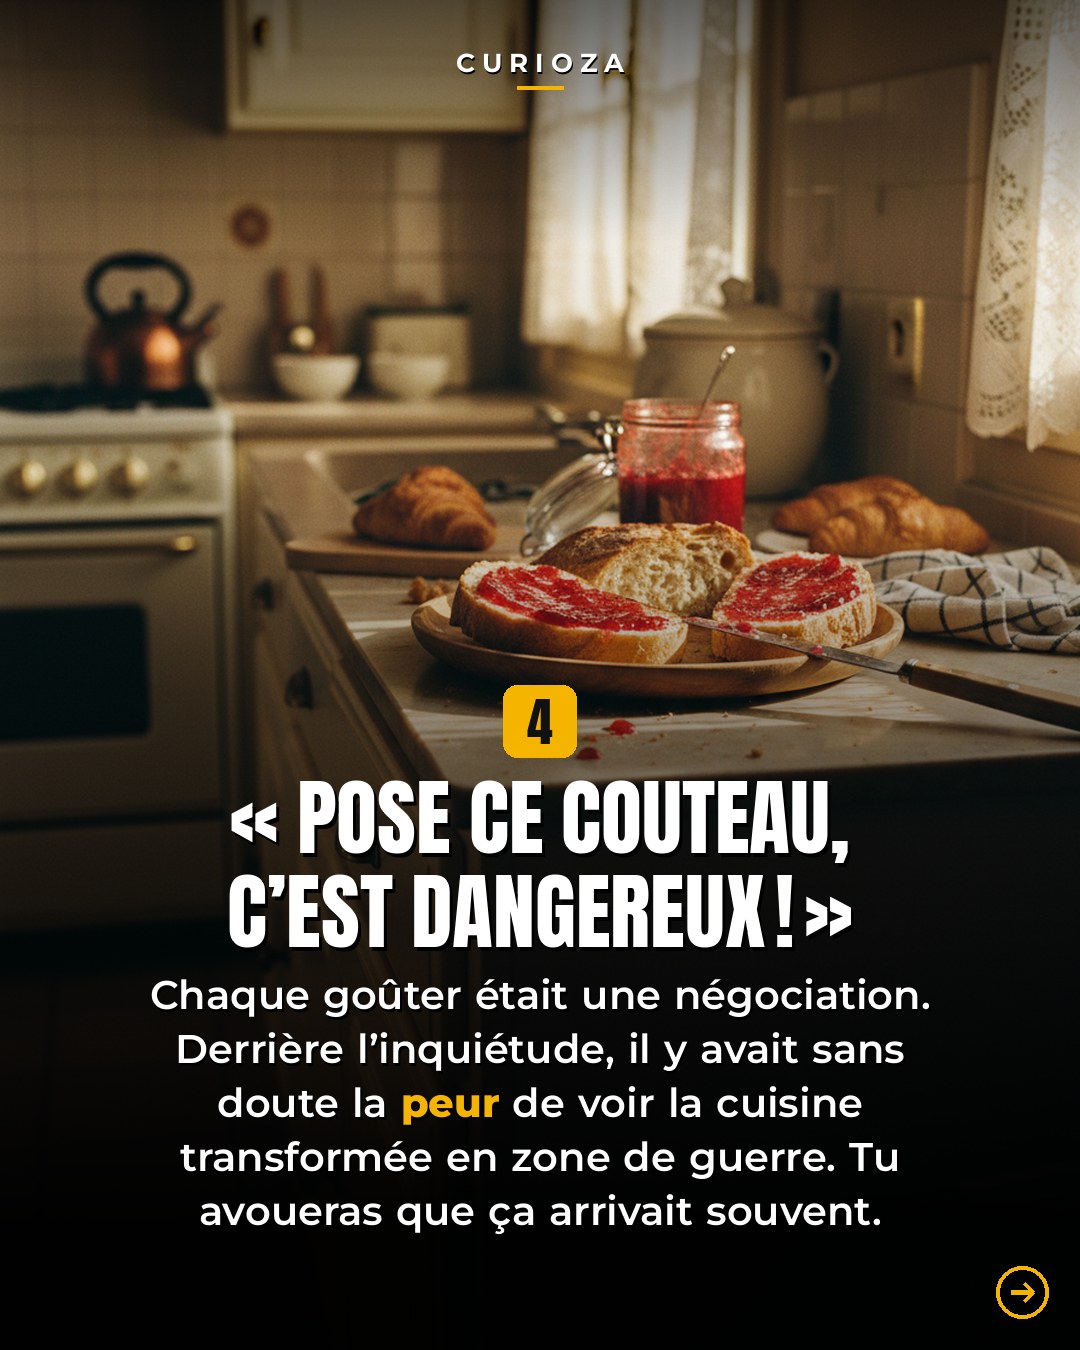 CURIOZA
4
« POSE CE COUTEAU,
C’EST DANGEREUX ! »
Chaque goûter était une négociation.
Derrière l’inquiétude, il y avait sans
doute la peur de voir la cuisine
transformée en zone de guerre. Tu
avoueras que ça arrivait souvent.